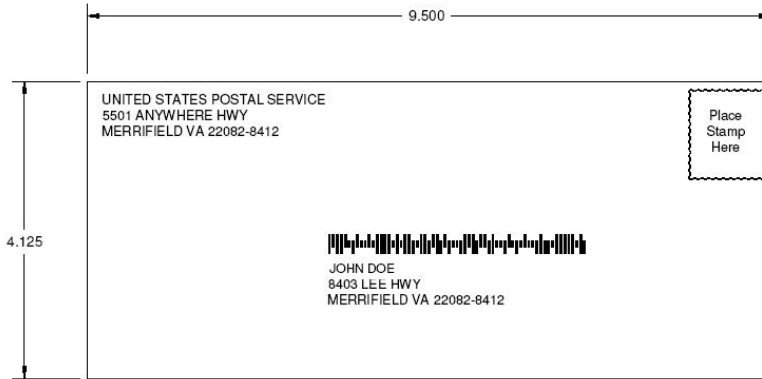 9.500
UNITED STATES POSTAL SERVICE
5501 ANYWHERE HWY
MERRIFIELD VA 22082-8412
Place
Stamp
Here
4.125
JOHN DOE
8403 LEE HWY
MERRIFIELD VA 22082-8412